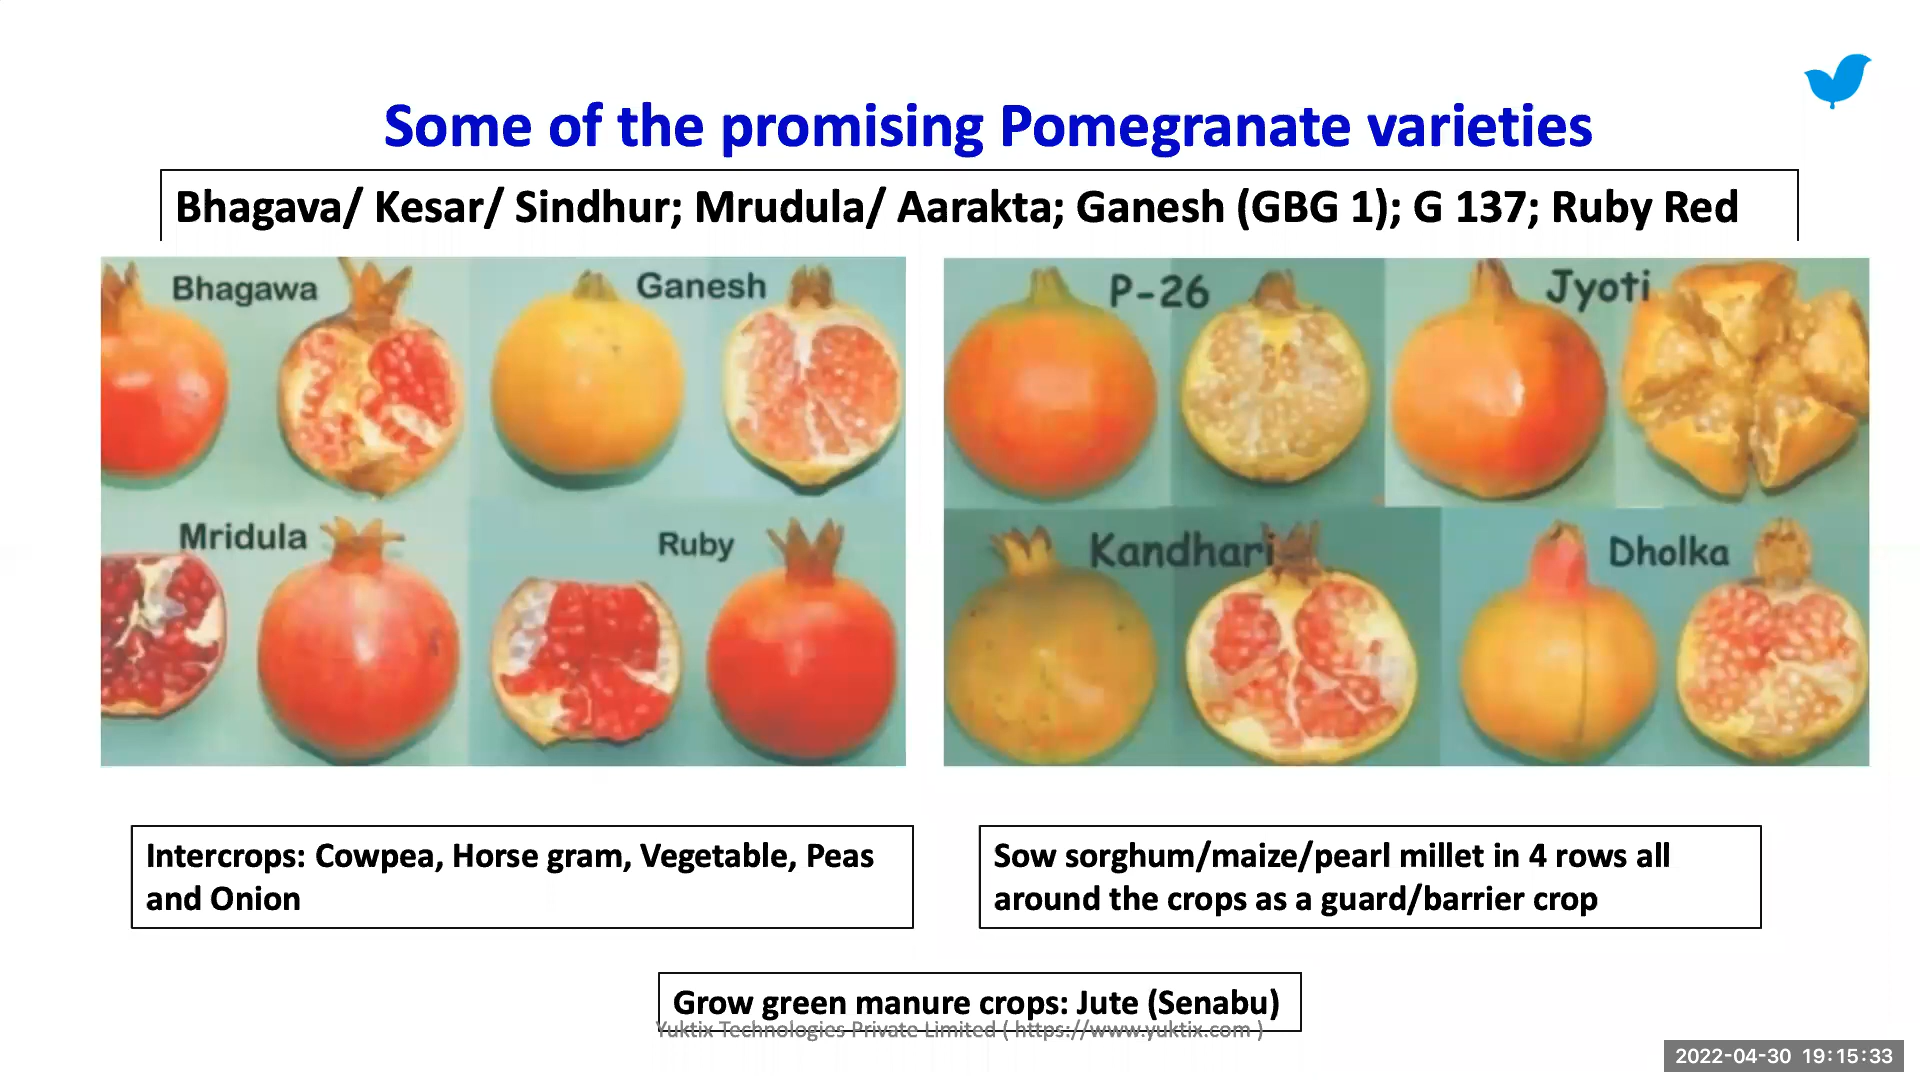 Some of the promising Pomegranate varieties
Bhagava/ Kesar/ Sindhur; Mrudula/ Aarakta; Ganesh (GBG 1); G 137; Ruby Red
Bhagawa
Ganesh
Mridula
Ruby
P-26
Jyoti
Kandhari
Dholka
Intercrops: Cowpea, Horse gram, Vegetable, Peas
and Onion
Sow sorghum/maize/pearl millet in 4 rows all
around the crops as a guard/barrier crop
Grow green manure crops: Jute (Senabu)
Yuktix Technologies Private Limited ( https://www.yuktix.com )
2022-04-30 19:15:33